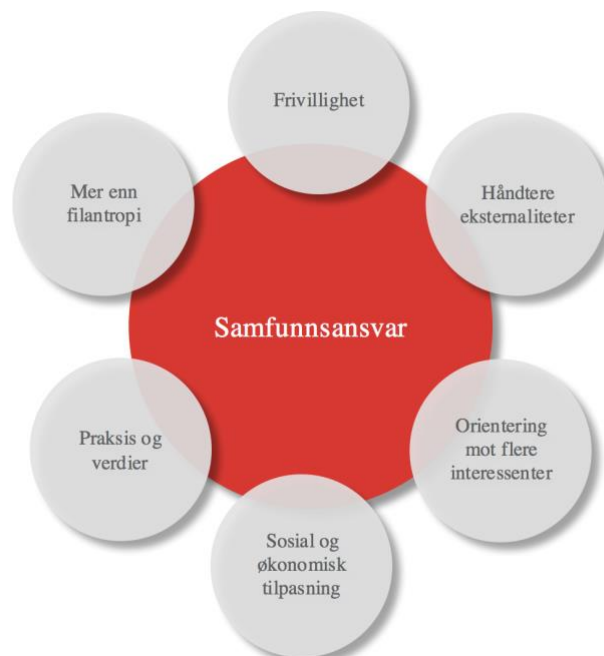 Frivillighet
Mer enn
filantropi
Håndtere
eksternaliteter
Samfunnsansvar
Praksis og
verdier
Orientering
mot flere
interessenter
Sosial og
økonomisk
tilpasning